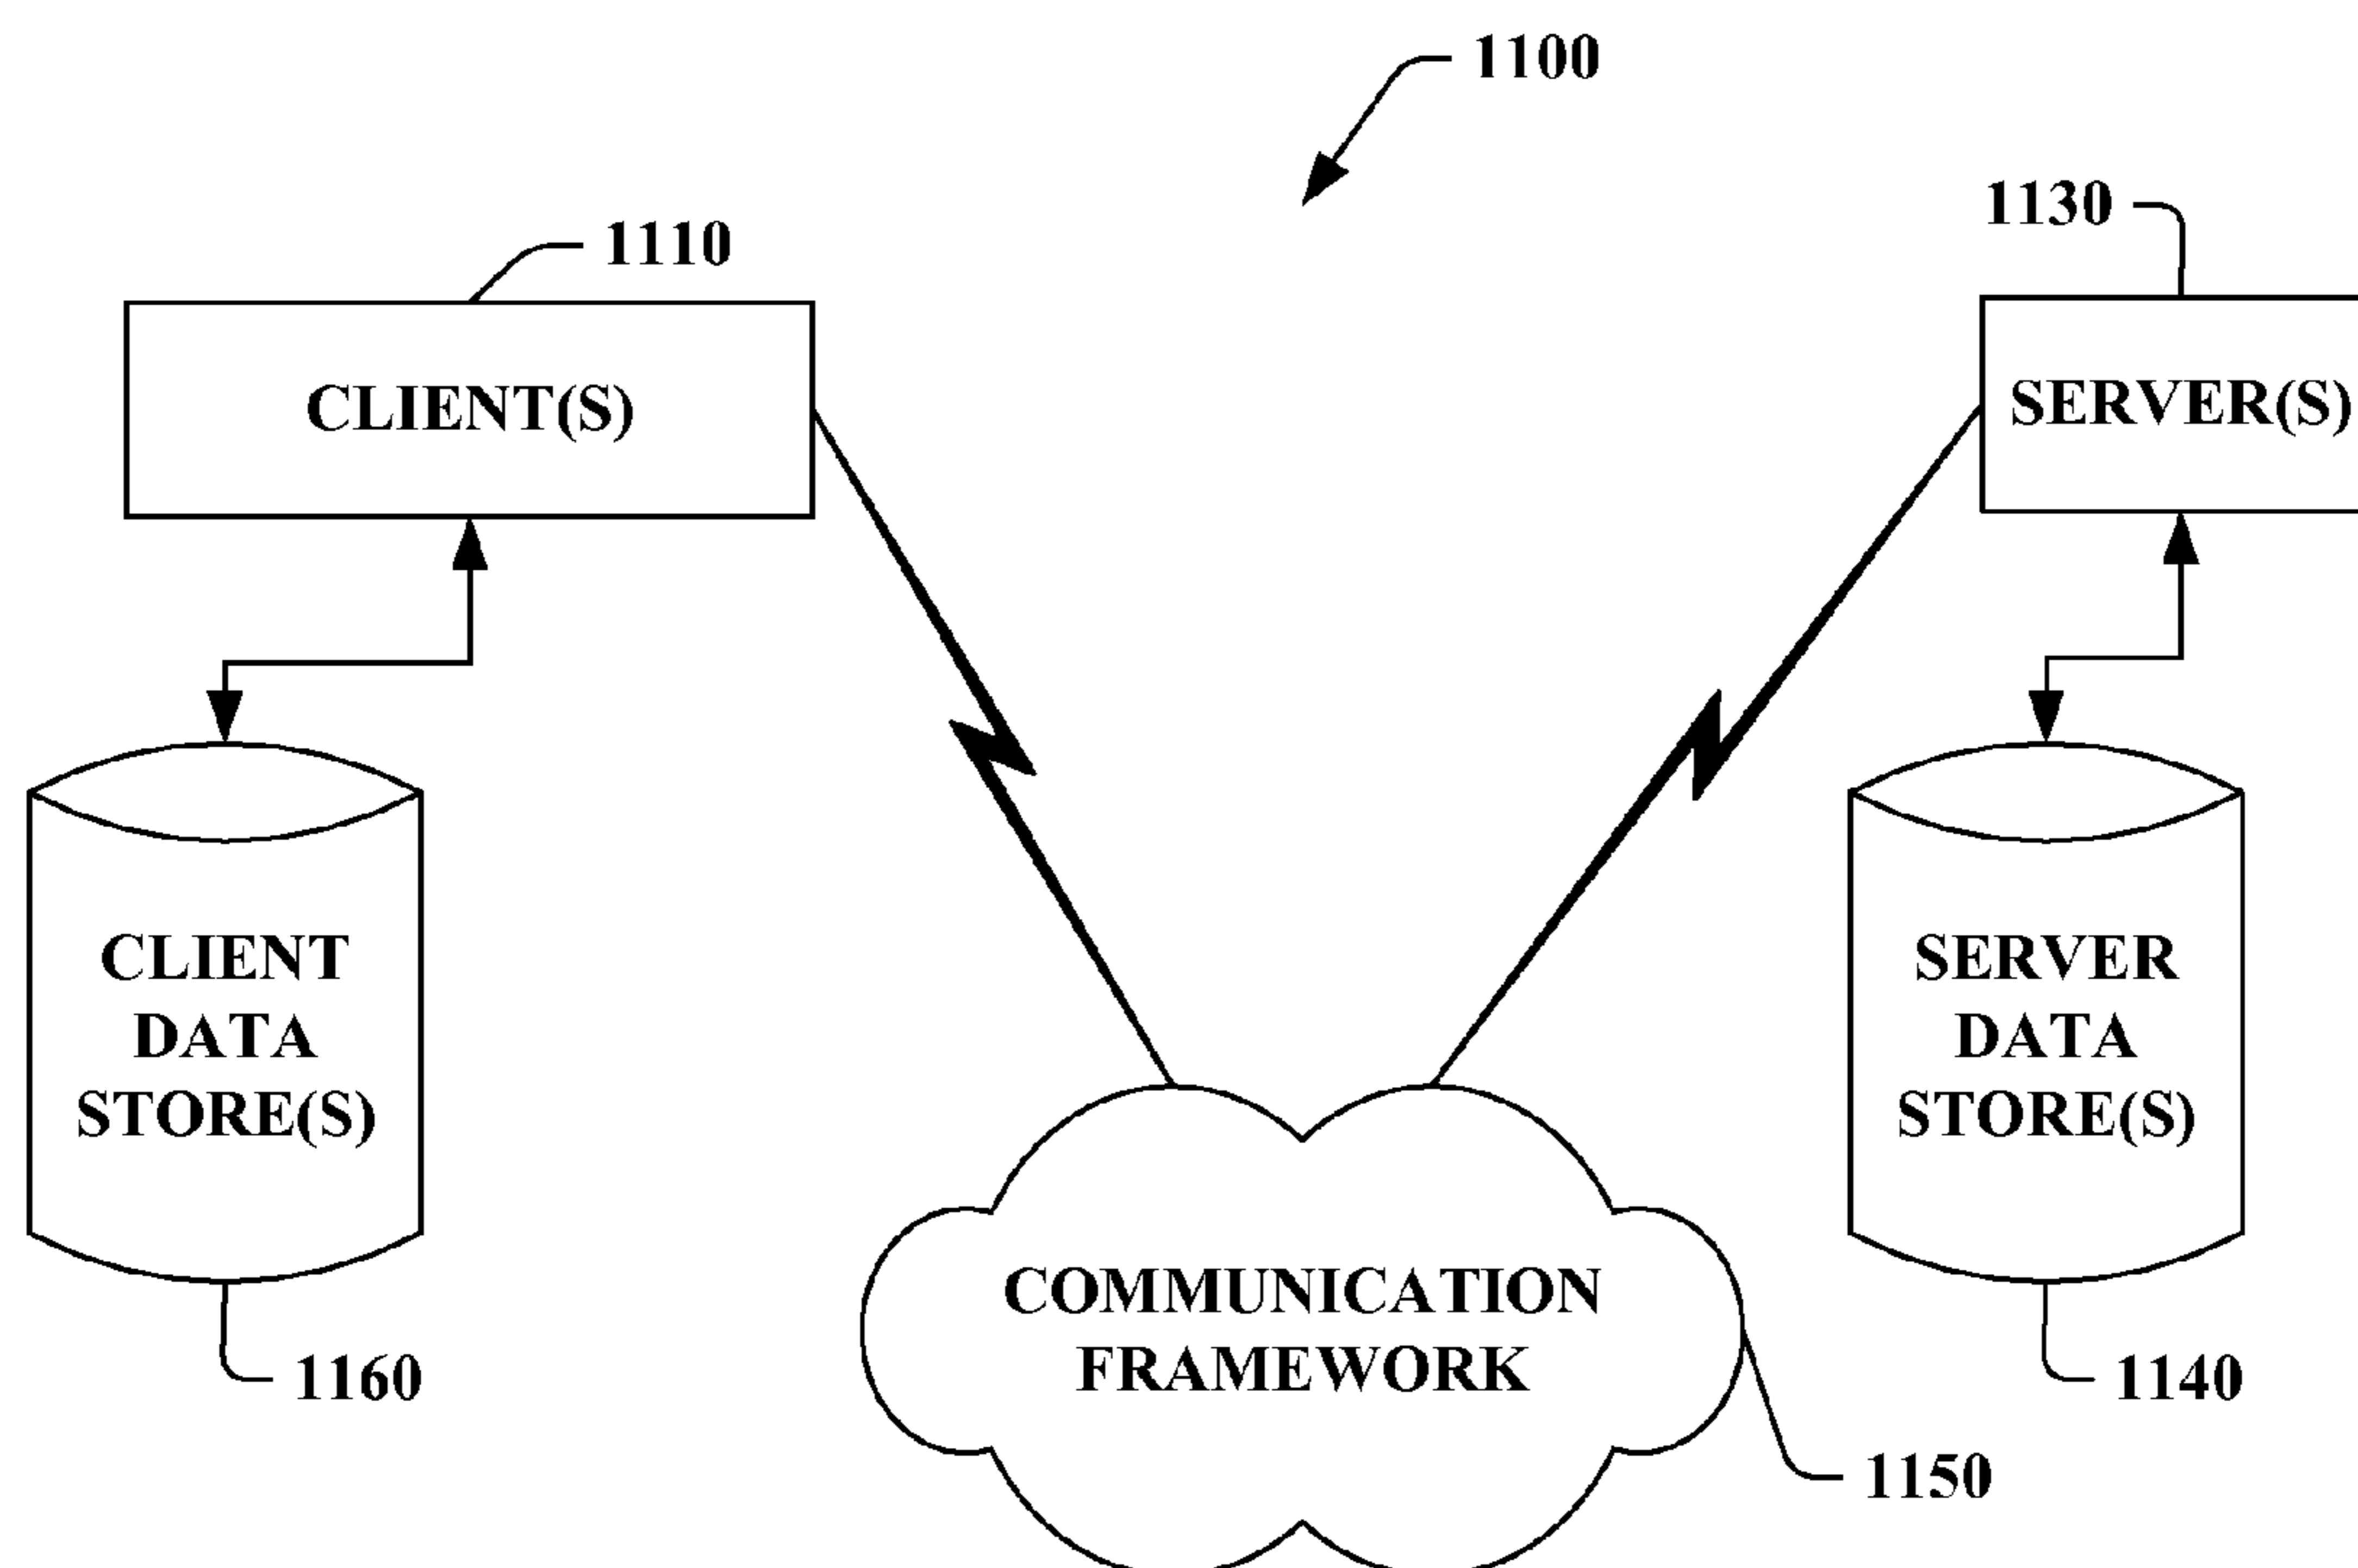 1100
1110
1130
CLIENT(S)
SERVER(S)
CLIENT
DATA
STORE(S)
SERVER
DATA
STORE(S)
COMMUNICATION
FRAMEWORK
1160
1140
1150